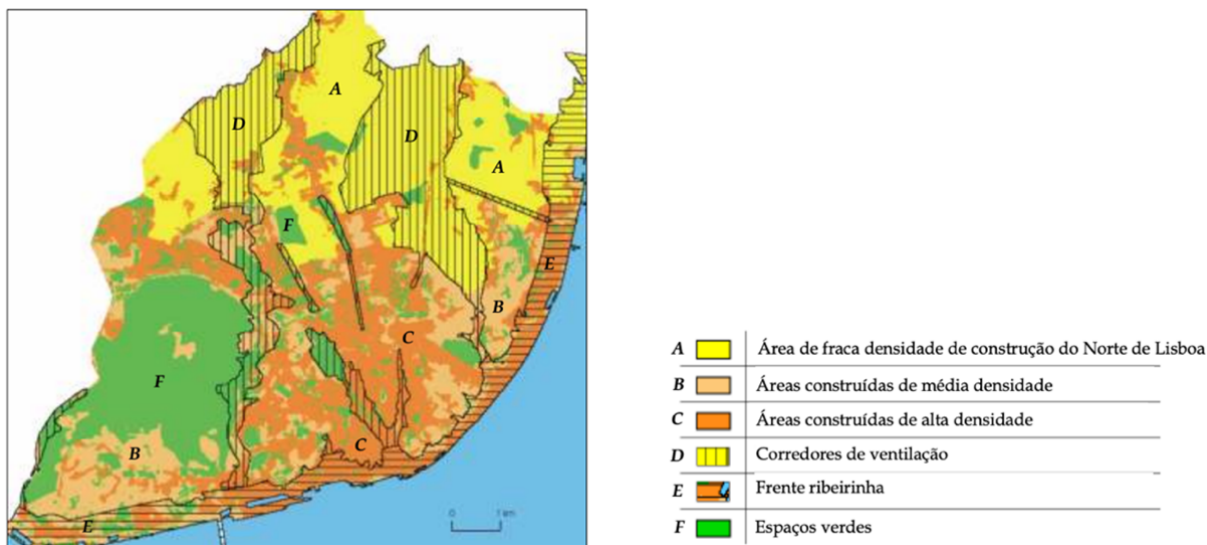 A
D
D
A
F
E
B
C
F
C
B
E
0 1 km
A Área de fraca densidade de construção do Norte de Lisboa
B Áreas construídas de média densidade
C Áreas construídas de alta densidade
D Corredores de ventilação
E Frente ribeirinha
F Espaços verdes